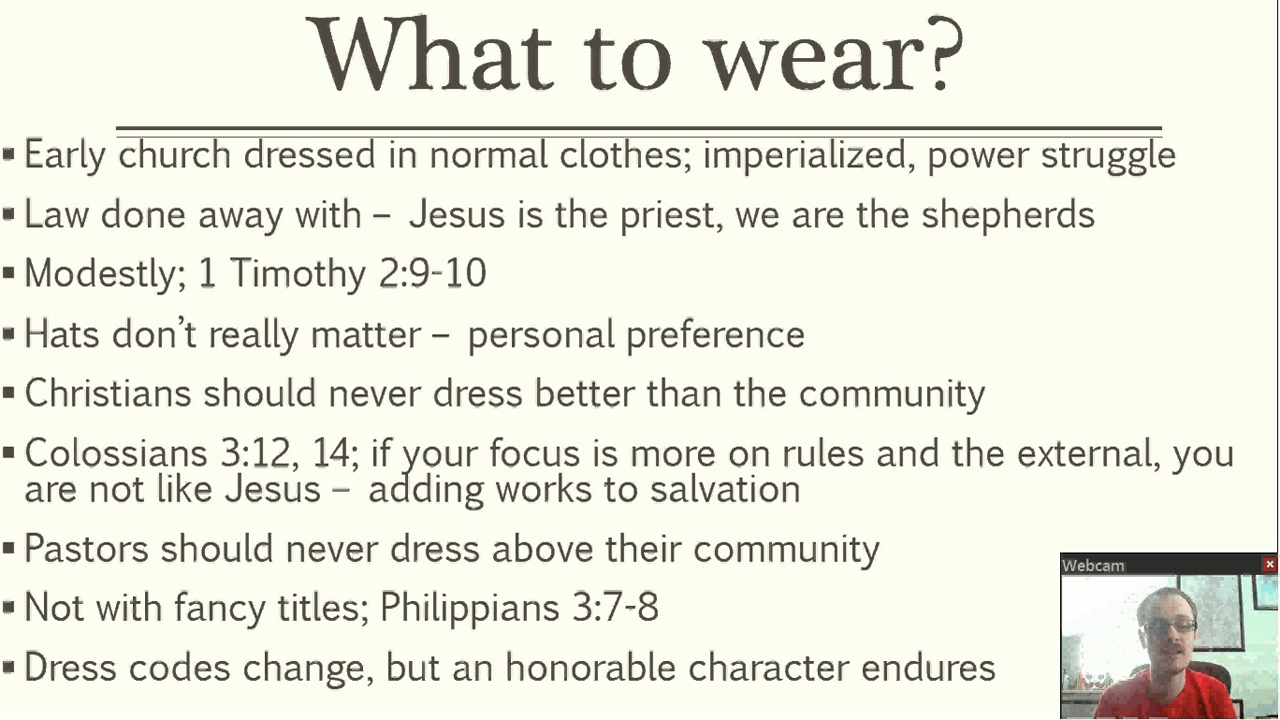 What to wear?
▪ Early church dressed in normal clothes; imperialized, power struggle
▪ Law done away with – Jesus is the priest, we are the shepherds
▪ Modestly; 1 Timothy 2:9-10
▪ Hats don’t really matter – personal preference
▪ Christians should never dress better than the community
▪ Colossians 3:12, 14; if your focus is more on rules and the external, you
are not like Jesus – adding works to salvation
▪ Pastors should never dress above their community
Webcam
▪ Not with fancy titles; Philippians 3:7-8
▪ Dress codes change, but an honorable character endures